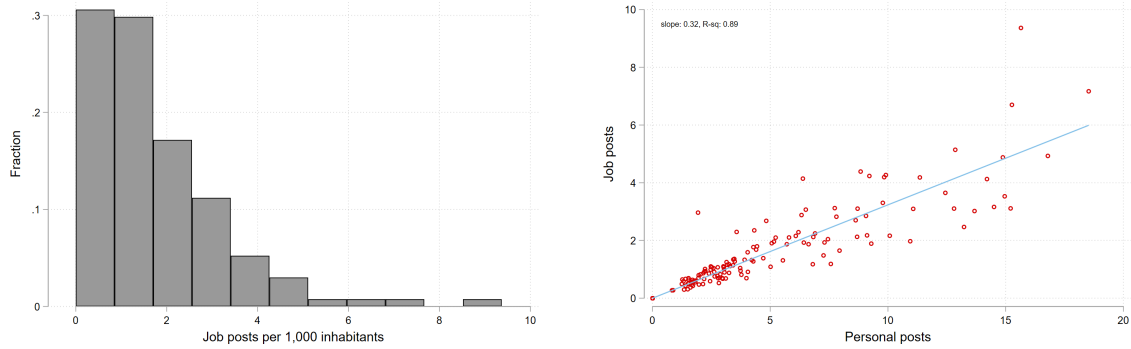 .3
.2
.1
0
Fraction
0 2 4 6 8 10
Job posts per 1,000 inhabitants
slope: 0.32, R-sq: 0.89
10
8
6
4
2
0
Job posts
0 5 10 15 20
Personal posts